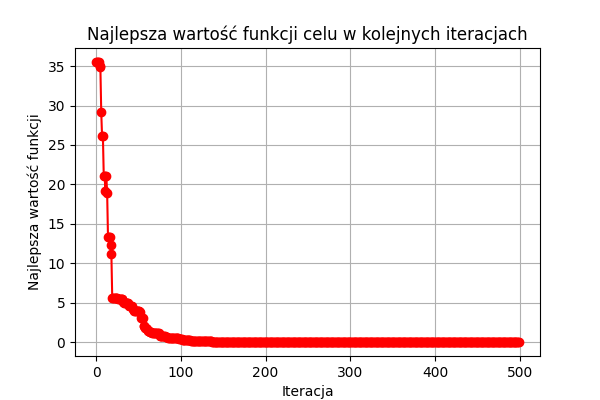 Najlepsza wartość funkcji celu w kolejnych iteracjach
Najlepsza wartość funkcji
35
30
25
20
15
10
5
0
0 100 200 300 400 500
Iteracja